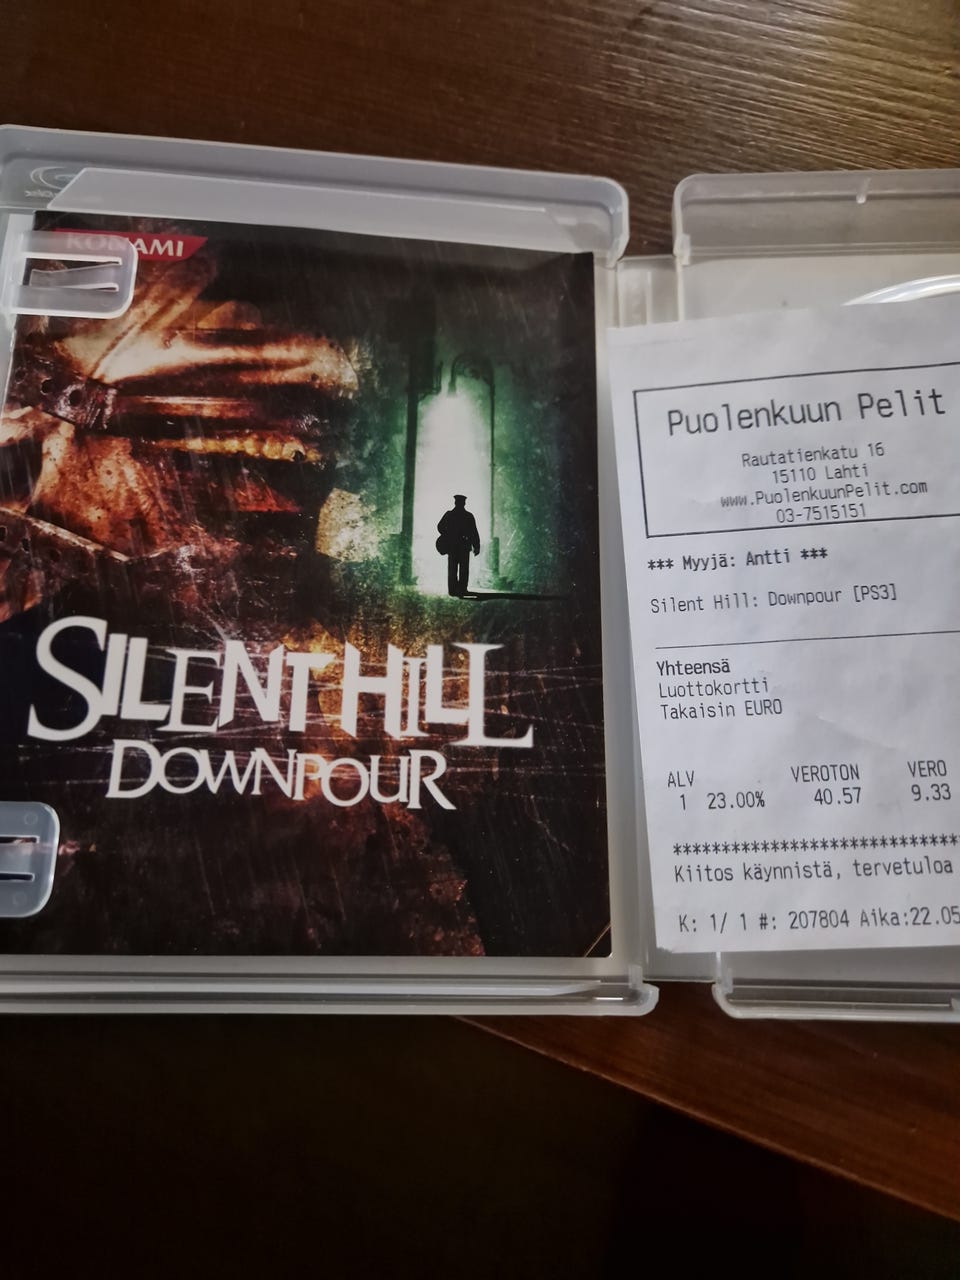 KONAMI
SILENT HILL
DOWNPOUR
Puolenkuun Pelit
Rautatienkatu 16
15110 Lahti
www.PuolenkuunPelit.com
03-7515151
*** Myyjä: Antti ***
Silent Hill: Downpour [PS3]
Yhteensä
Luottokortti
Takaisin EURO
ALV VEROTON VERO
1 23.00% 40.57 9.33
******************************
Kiitos käynnistä, tervetuloa
K: 1/ 1 #: 207804 Aika:22.05